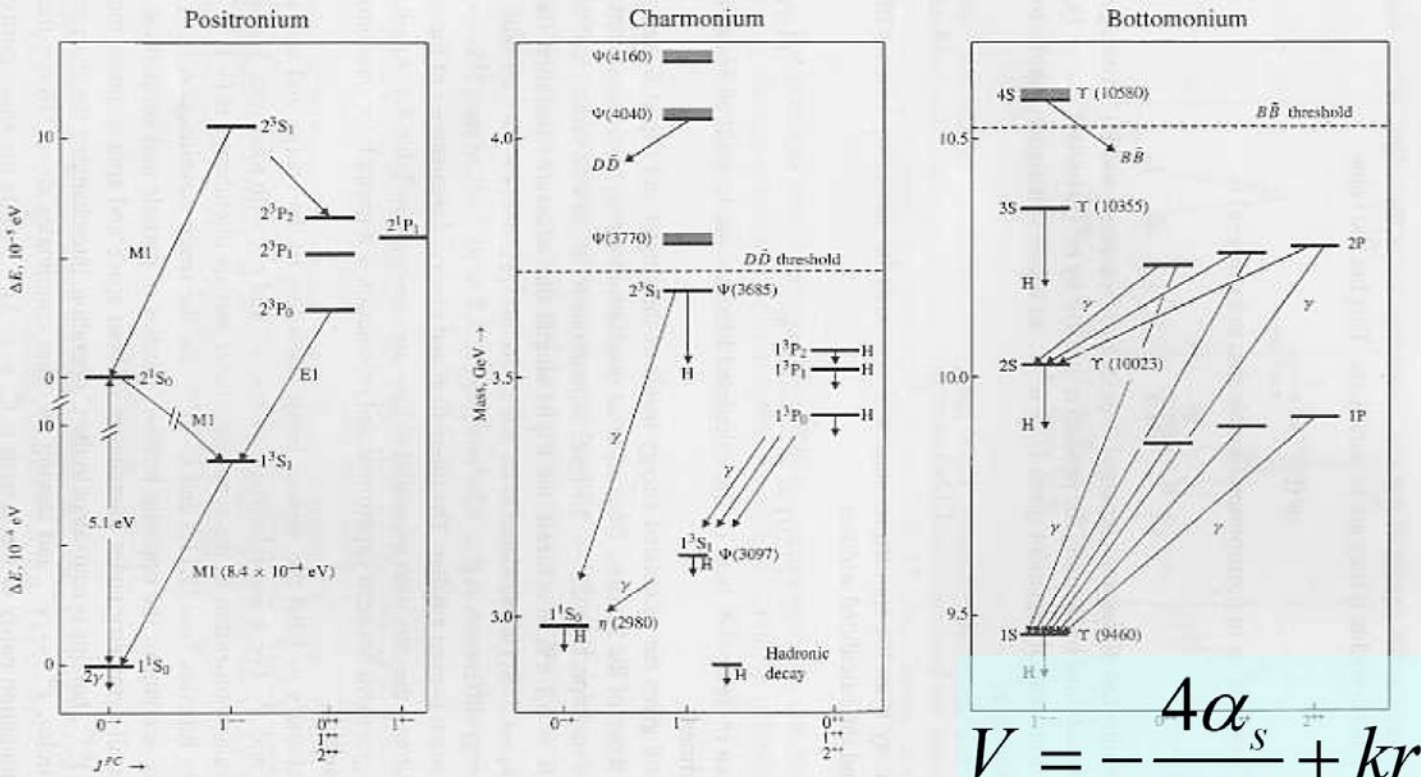 Positronium
10
ΔE, 10⁻⁵ eV
0
10
ΔE, 10⁻⁴ eV
0
2³S₁
2³P₂
2¹P₁
2³P₁
2³P₀
M1
E1
2¹S₀
M1
1³S₁
5.1 eV
M1 (8.4 × 10⁻⁴ eV)
1¹S₀
2γ
0⁻⁺
1⁻⁻
0⁺⁺
1⁺⁺
2⁺⁺
1⁺⁻
J^PC →
Charmonium
Mass, GeV →
4.0
3.5
3.0
Ψ(4160)
Ψ(4040)
DD̄
Ψ(3770)
DD̄ threshold
2³S₁ Ψ(3685)
H
1³P₂ H
1³P₁ H
1³P₀ H
γ
γ
1³S₁ Ψ(3097)
H
γ
1¹S₀ η(2980)
H
Hadronic
decay
H
0⁻⁺
1⁻⁻
0⁺⁺
1⁺⁺
2⁺⁺
Bottomonium
10.5
10.0
9.5
4S ϒ (10580)
BB̄ threshold
BB̄
3S ϒ (10355)
2P
H
γ
γ
2S ϒ (10023)
1P
H
γ
γ
1S ϒ (9460)
H
1⁻⁻
2⁺⁺
V = − 4αₛ + kr